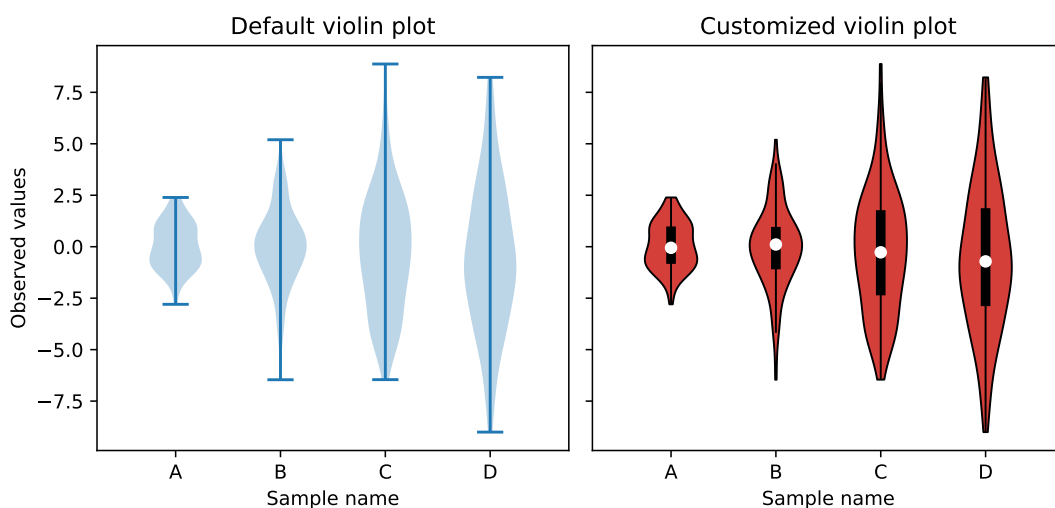 Default violin plot
Customized violin plot
Observed values
7.5
5.0
2.5
0.0
−2.5
−5.0
−7.5
A B C D
A B C D
Sample name
Sample name